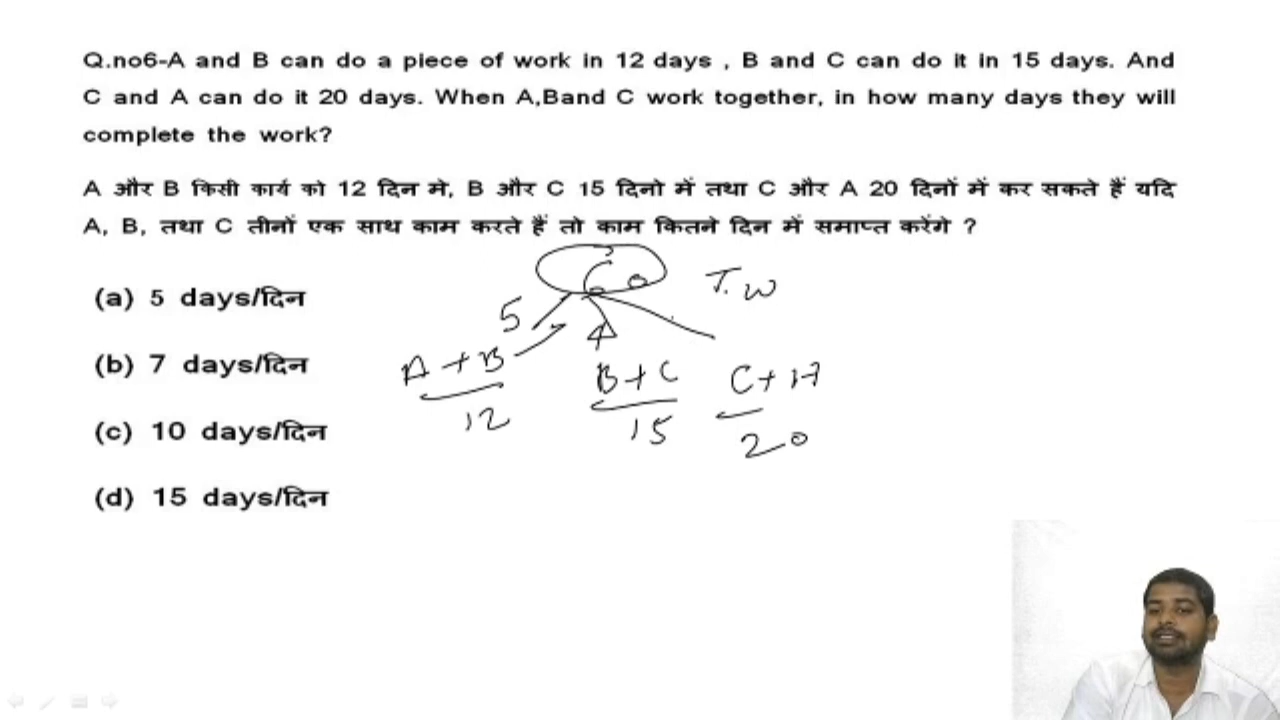 Q.no6-A and B can do a piece of work in 12 days , B and C can do it in 15 days. And
C and A can do it 20 days. When A,Band C work together, in how many days they will
complete the work?
A और B किसी कार्य को 12 दिन मे, B और C 15 दिनो में तथा C और A 20 दिनों में कर सकते हैं यदि
A, B, तथा C तीनों एक साथ काम करते हैं तो काम कितने दिन में समाप्त करेंगे ?
(a) 5 days/दिन
(b) 7 days/दिन
(c) 10 days/दिन
(d) 15 days/दिन
60 T.W
5 4
A+B B+C C+A
12 15 20